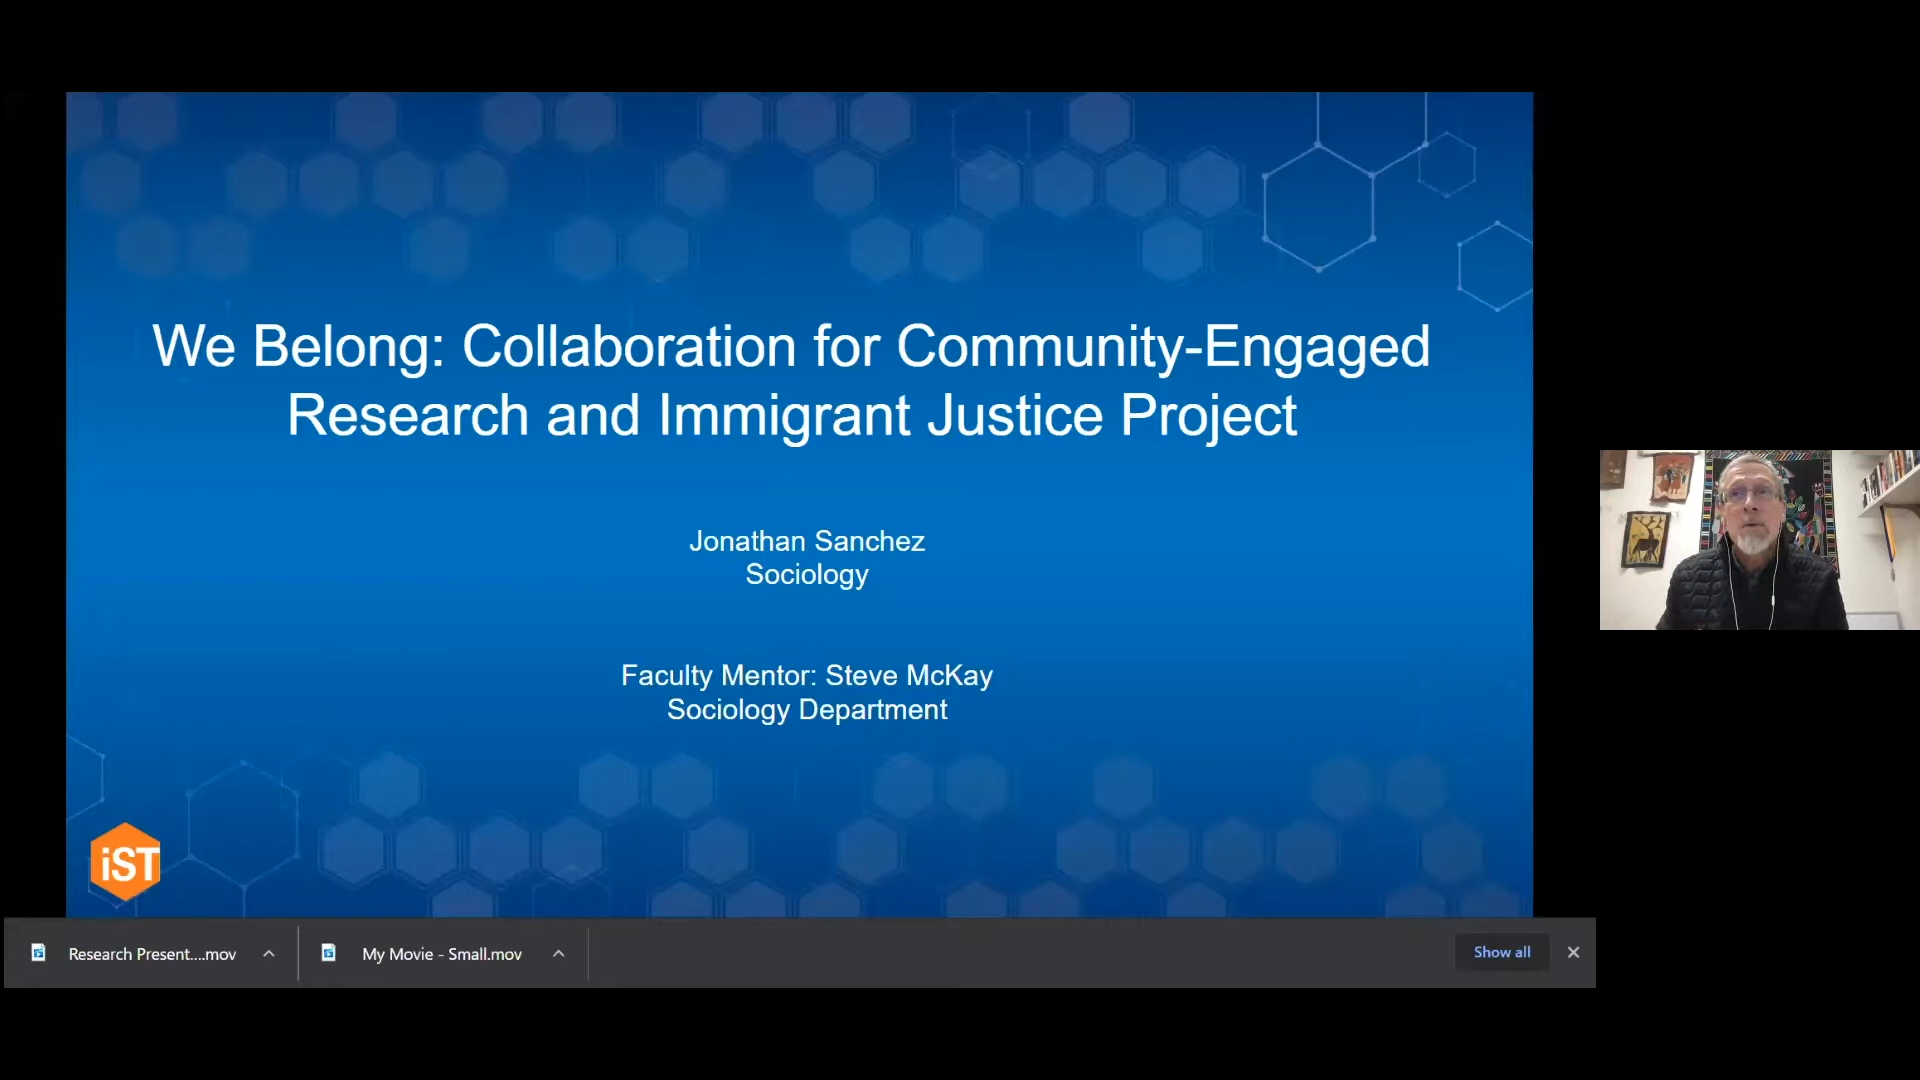 We Belong: Collaboration for Community-Engaged
Research and Immigrant Justice Project
Jonathan Sanchez
Sociology
Faculty Mentor: Steve McKay
Sociology Department
iST
Research Present....mov
My Movie - Small.mov
Show all